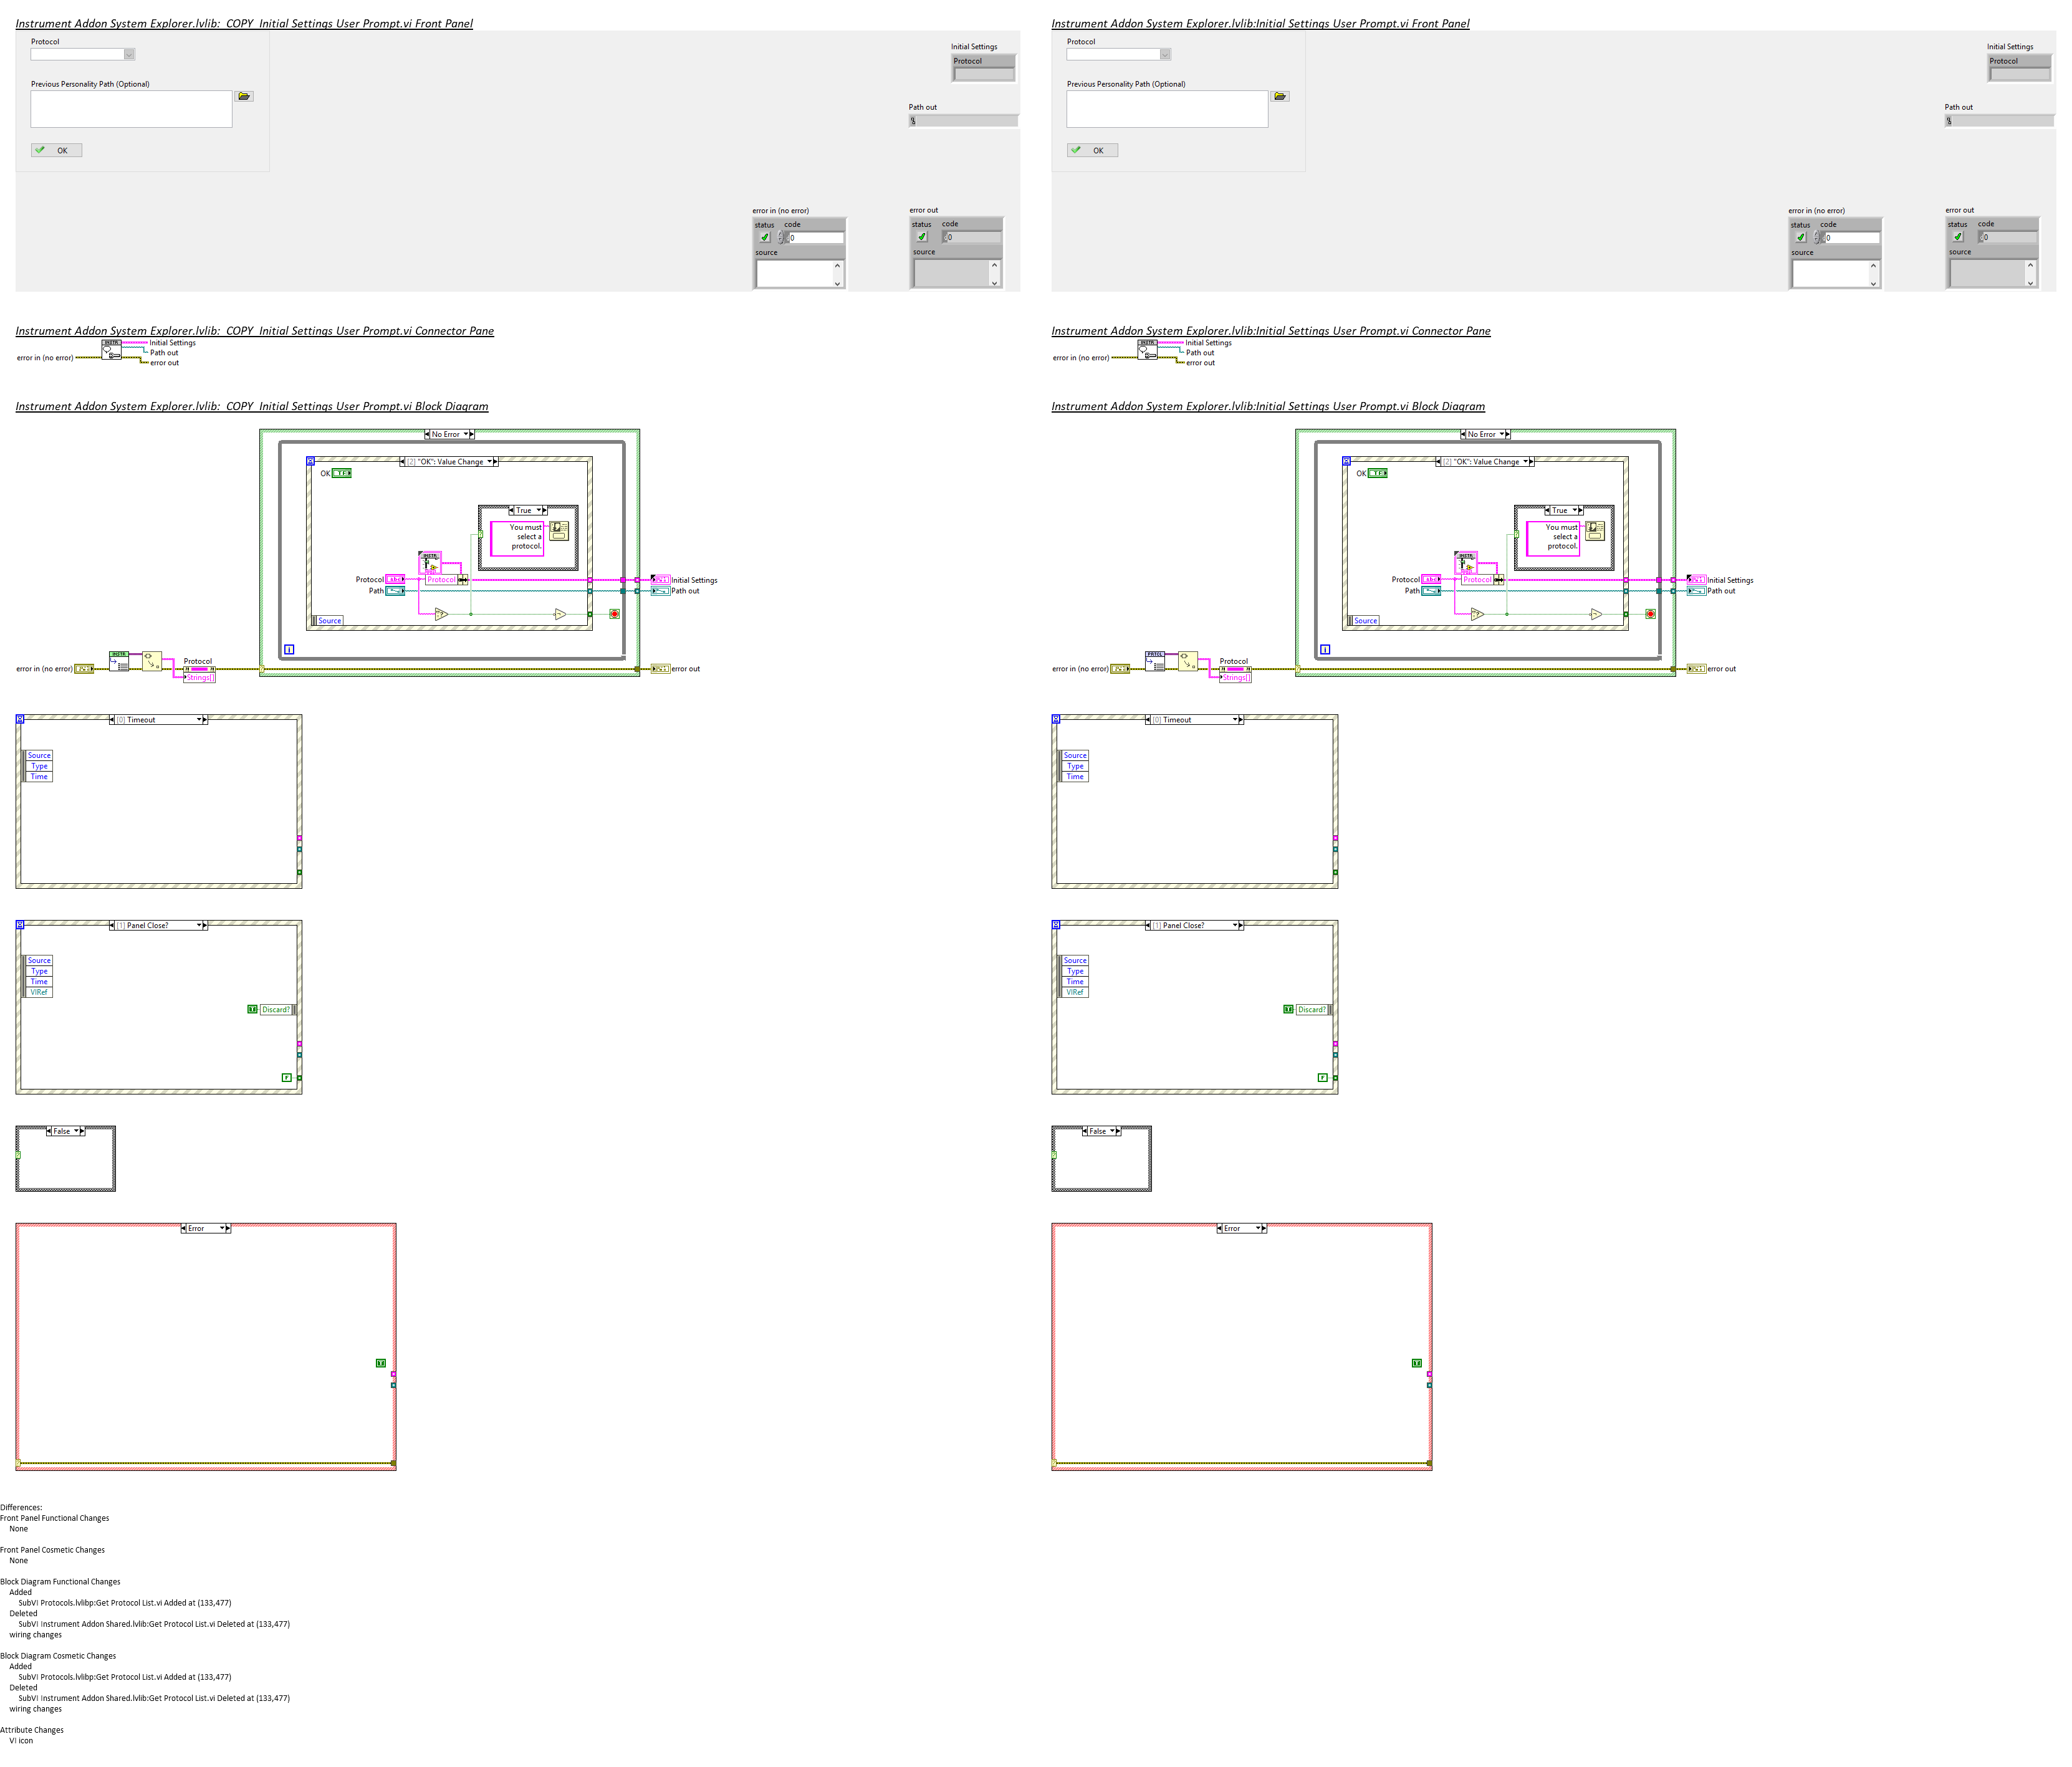 Instrument Addon System Explorer.lvlib:  COPY  Initial Settings User Prompt.vi Front Panel
Protocol
Previous Personality Path (Optional)
OK
Initial Settings
Protocol
Path out
error in (no error)
status code
0
source
error out
status code
0
source
Instrument Addon System Explorer.lvlib:  COPY  Initial Settings User Prompt.vi Connector Pane
INSTR
error in (no error)
Initial Settings
Path out
error out
Instrument Addon System Explorer.lvlib:  COPY  Initial Settings User Prompt.vi Block Diagram
No Error
[2] "OK": Value Change
OK
True
You must
select a
protocol.
Protocol
Protocol
Initial Settings
Path
Path out
Source
i
error in (no error)
INSTR
Protocol
Strings[]
error out
[0] Timeout
Source
Type
Time
[1] Panel Close?
Source
Type
Time
VIRef
Discard?
F
False
Error
Instrument Addon System Explorer.lvlib:Initial Settings User Prompt.vi Front Panel
Protocol
Previous Personality Path (Optional)
OK
Initial Settings
Protocol
Path out
error in (no error)
status code
0
source
error out
status code
0
source
Instrument Addon System Explorer.lvlib:Initial Settings User Prompt.vi Connector Pane
INSTR
error in (no error)
Initial Settings
Path out
error out
Instrument Addon System Explorer.lvlib:Initial Settings User Prompt.vi Block Diagram
No Error
[2] "OK": Value Change
OK
True
You must
select a
protocol.
Protocol
Protocol
Initial Settings
Path
Path out
Source
i
error in (no error)
Protocol
Strings[]
error out
[0] Timeout
Source
Type
Time
[1] Panel Close?
Source
Type
Time
VIRef
Discard?
F
False
Error
Differences:
Front Panel Functional Changes
None
Front Panel Cosmetic Changes
None
Block Diagram Functional Changes
Added
SubVI Protocols.lvlibp:Get Protocol List.vi Added at (133,477)
Deleted
SubVI Instrument Addon Shared.lvlib:Get Protocol List.vi Deleted at (133,477)
wiring changes
Block Diagram Cosmetic Changes
Added
SubVI Protocols.lvlibp:Get Protocol List.vi Added at (133,477)
Deleted
SubVI Instrument Addon Shared.lvlib:Get Protocol List.vi Deleted at (133,477)
wiring changes
Attribute Changes
VI icon